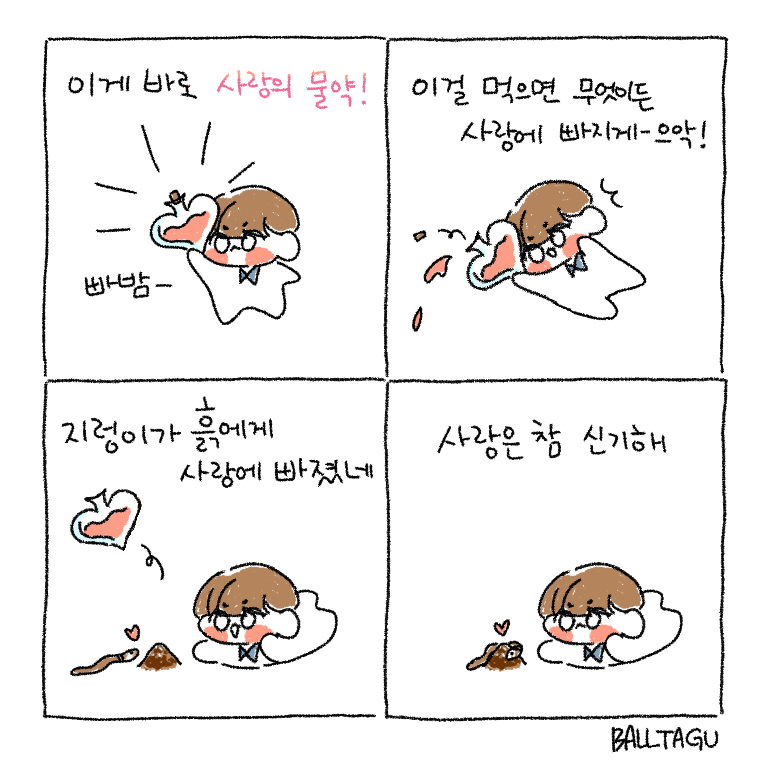 이게 바로 사랑의 물약!
빠밤-
이걸 먹으면 무엇이든
사랑에 빠지게-으악!
지렁이가 흙에게
사랑에 빠졌네
사랑은 참 신기해
BALLTAGU